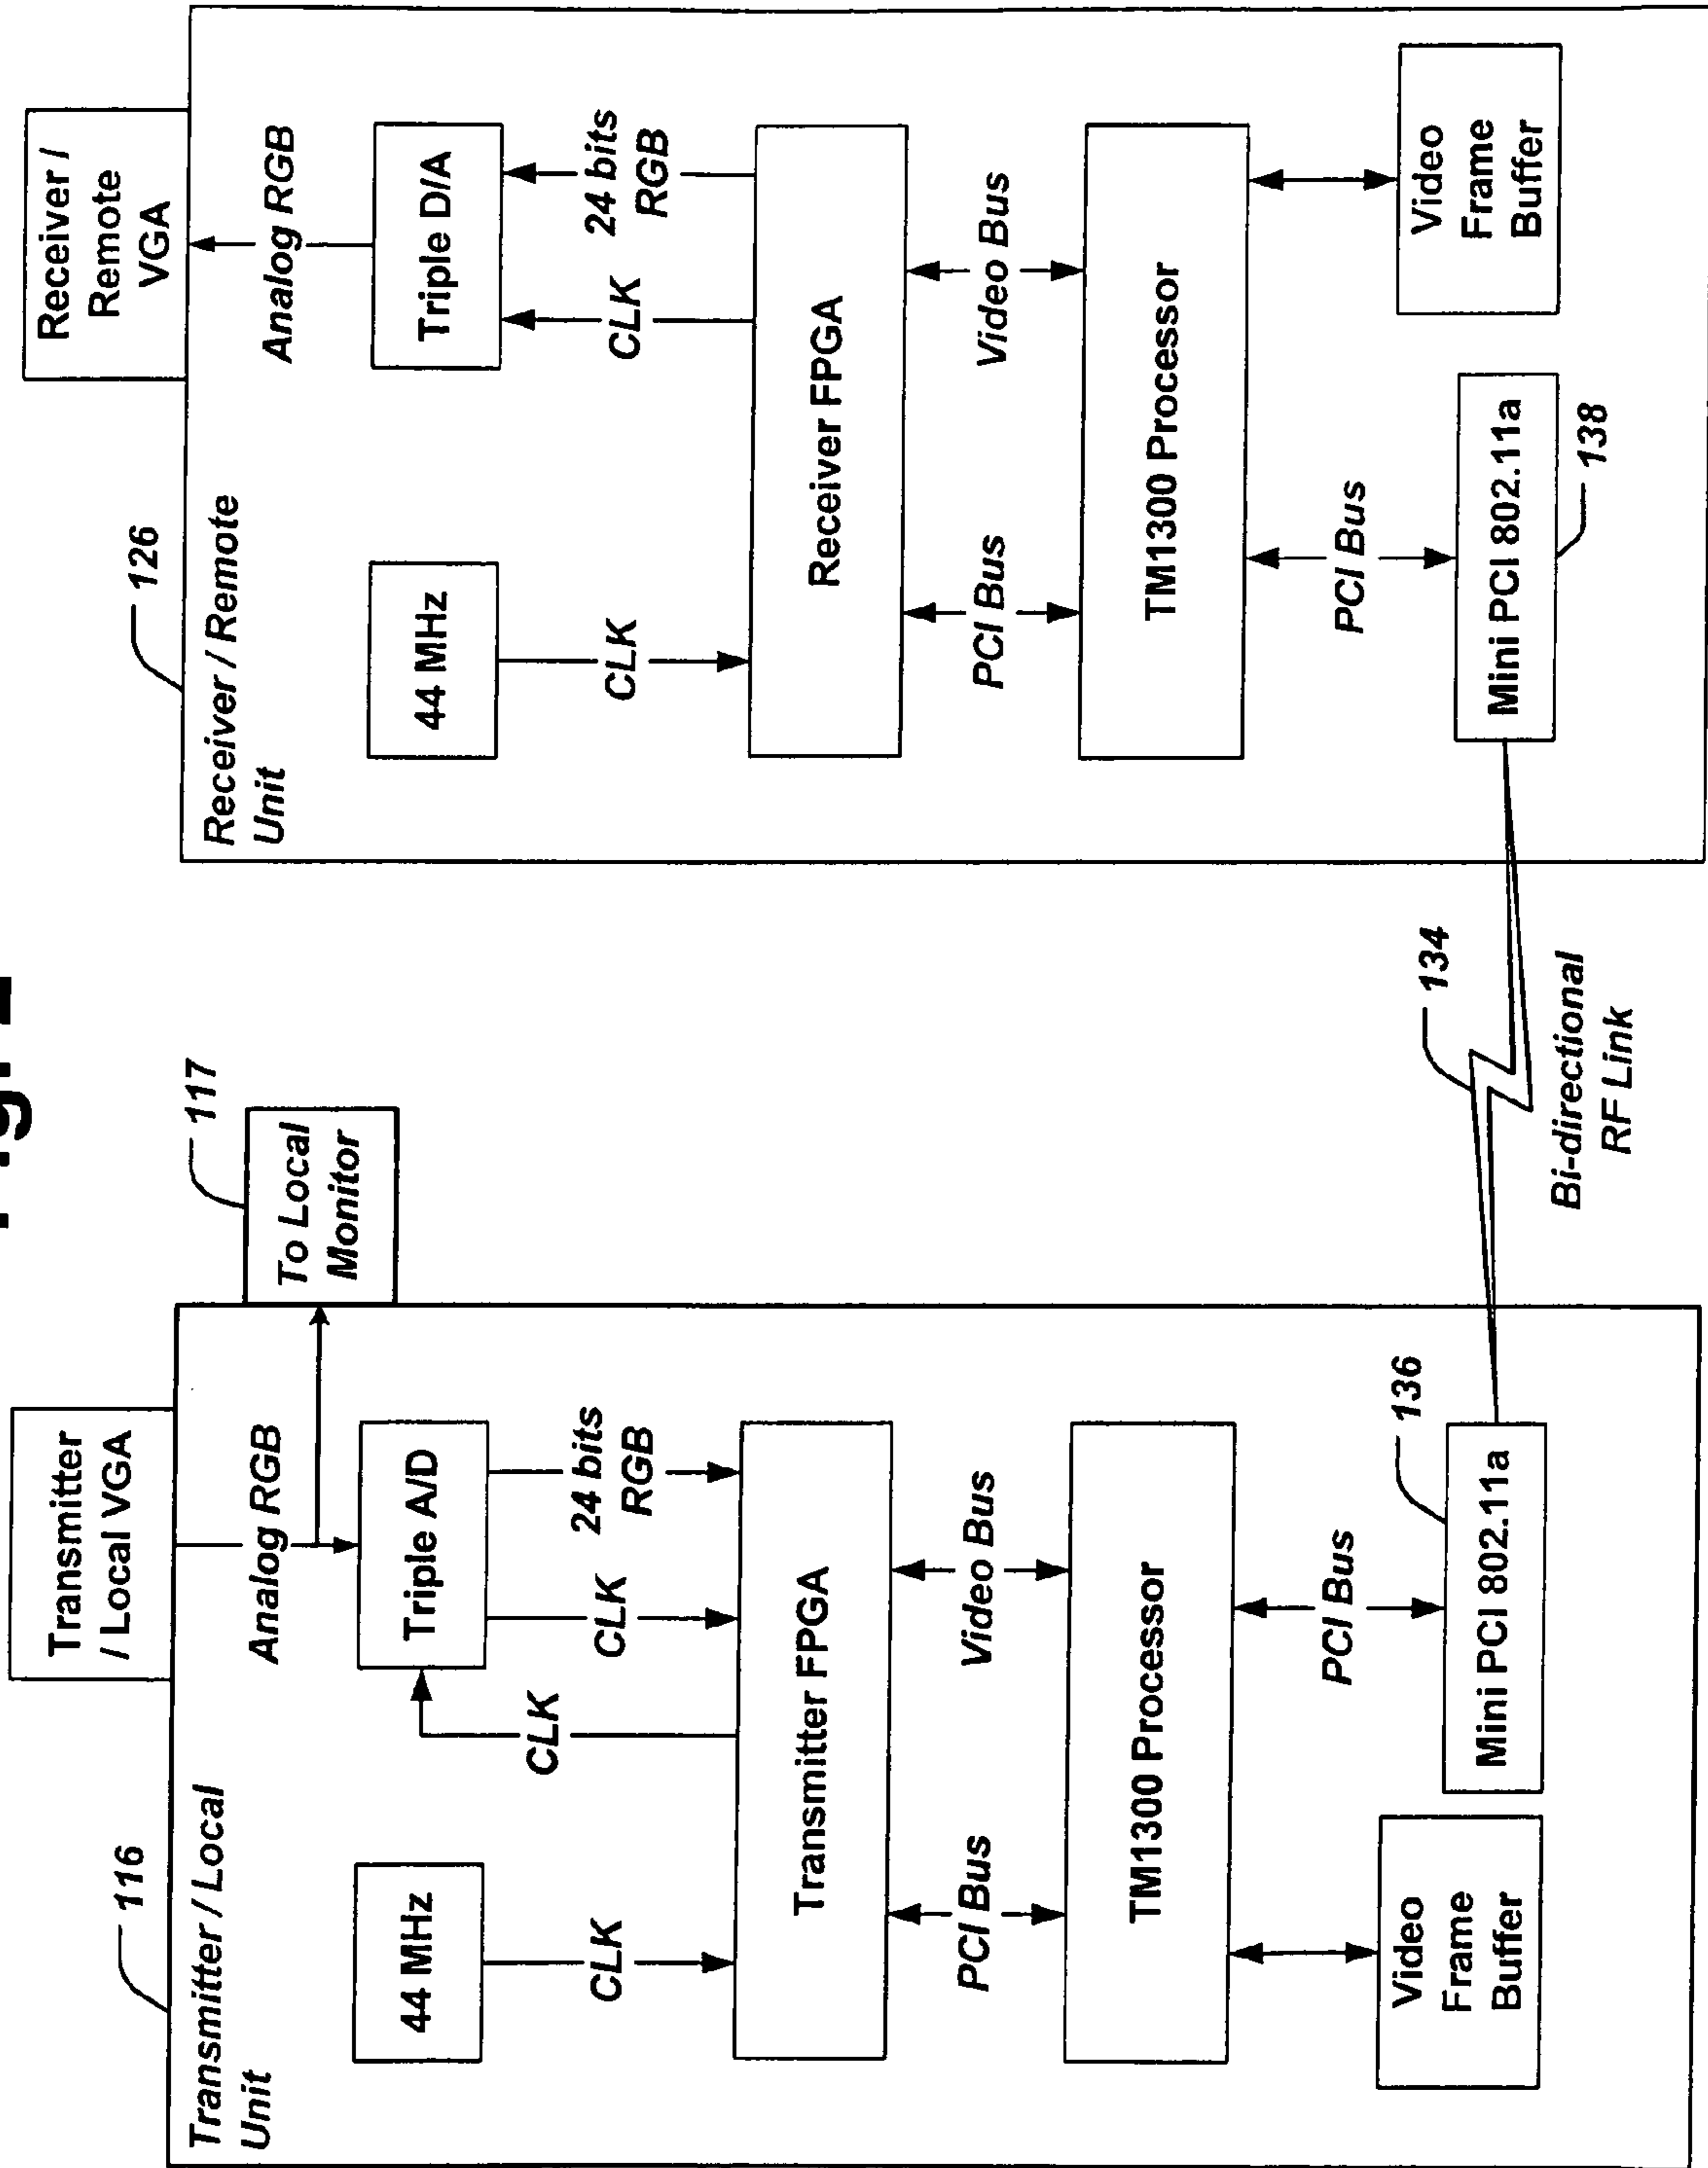 116
Transmitter / Local
Unit
Transmitter
/ Local VGA
Analog RGB
117
To Local
Monitor
44 MHz
Triple A/D
CLK
CLK
CLK
24 bits
RGB
Transmitter FPGA
PCI Bus
Video Bus
TM1300 Processor
PCI Bus
Video
Frame
Buffer
136
Mini PCI 802.11a
134
Bi-directional
RF Link
126
Receiver / Remote
Unit
Receiver /
Remote
VGA
Analog RGB
44 MHz
Triple D/A
CLK
CLK
24 bits
RGB
Receiver FPGA
PCI Bus
Video Bus
TM1300 Processor
PCI Bus
Mini PCI 802.11a
138
Video
Frame
Buffer